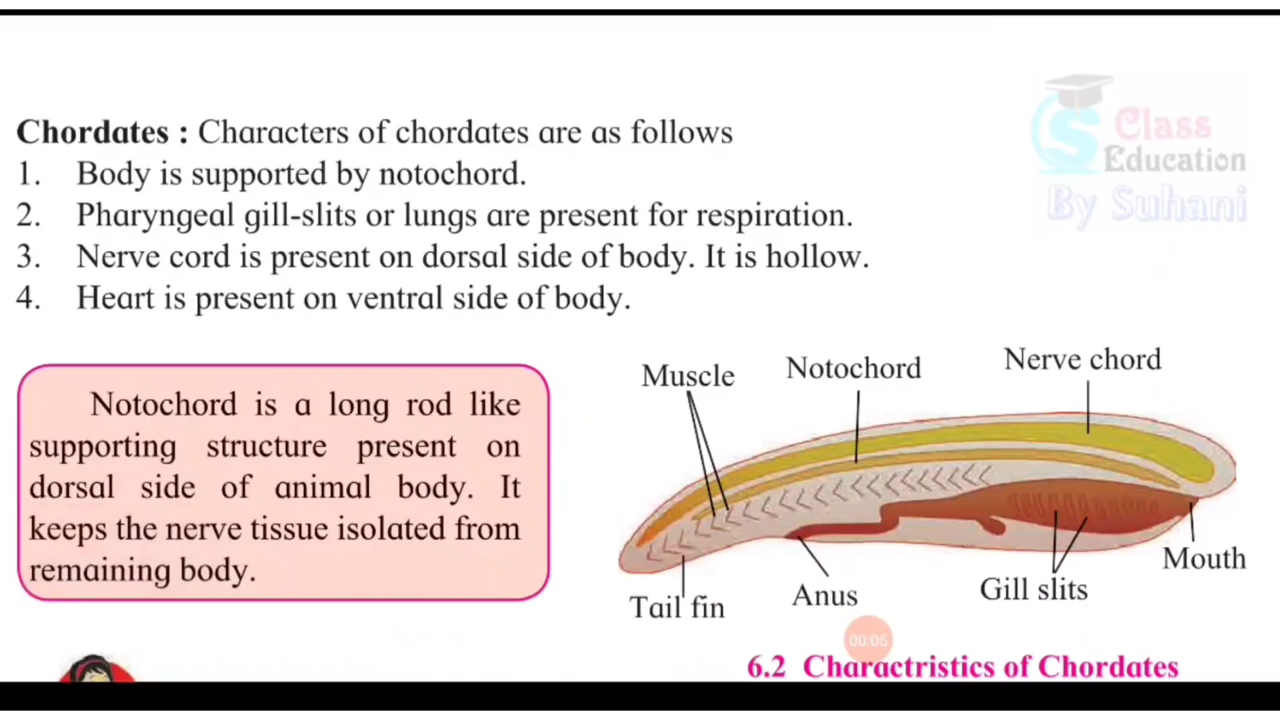 Class
Education
By Suhani
Chordates : Characters of chordates are as follows
1. Body is supported by notochord.
2. Pharyngeal gill-slits or lungs are present for respiration.
3. Nerve cord is present on dorsal side of body. It is hollow.
4. Heart is present on ventral side of body.
Notochord is a long rod like
supporting structure present on
dorsal side of animal body. It
keeps the nerve tissue isolated from
remaining body.
Muscle
Notochord
Nerve chord
Mouth
Gill slits
Anus
Tail fin
00:06
6.2 Charactristics of Chordates